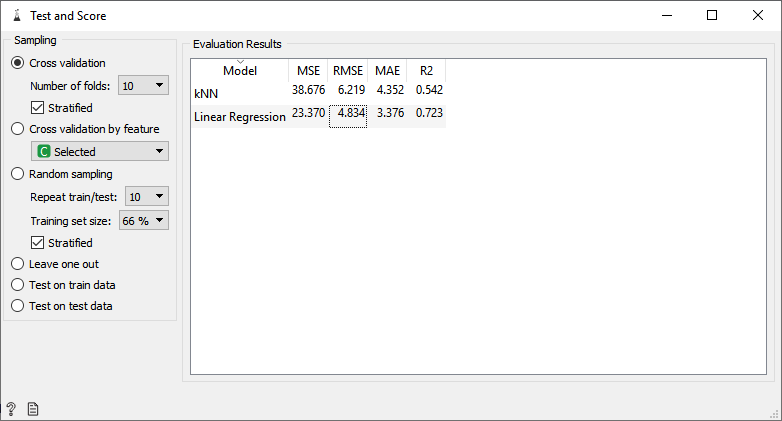 Test and Score
Sampling
Cross validation
Number of folds: 10
Stratified
Cross validation by feature
C Selected
Random sampling
Repeat train/test: 10
Training set size: 66 %
Stratified
Leave one out
Test on train data
Test on test data
Evaluation Results
Model MSE RMSE MAE R2
kNN 38.676 6.219 4.352 0.542
Linear Regression 23.370 4.834 3.376 0.723
?